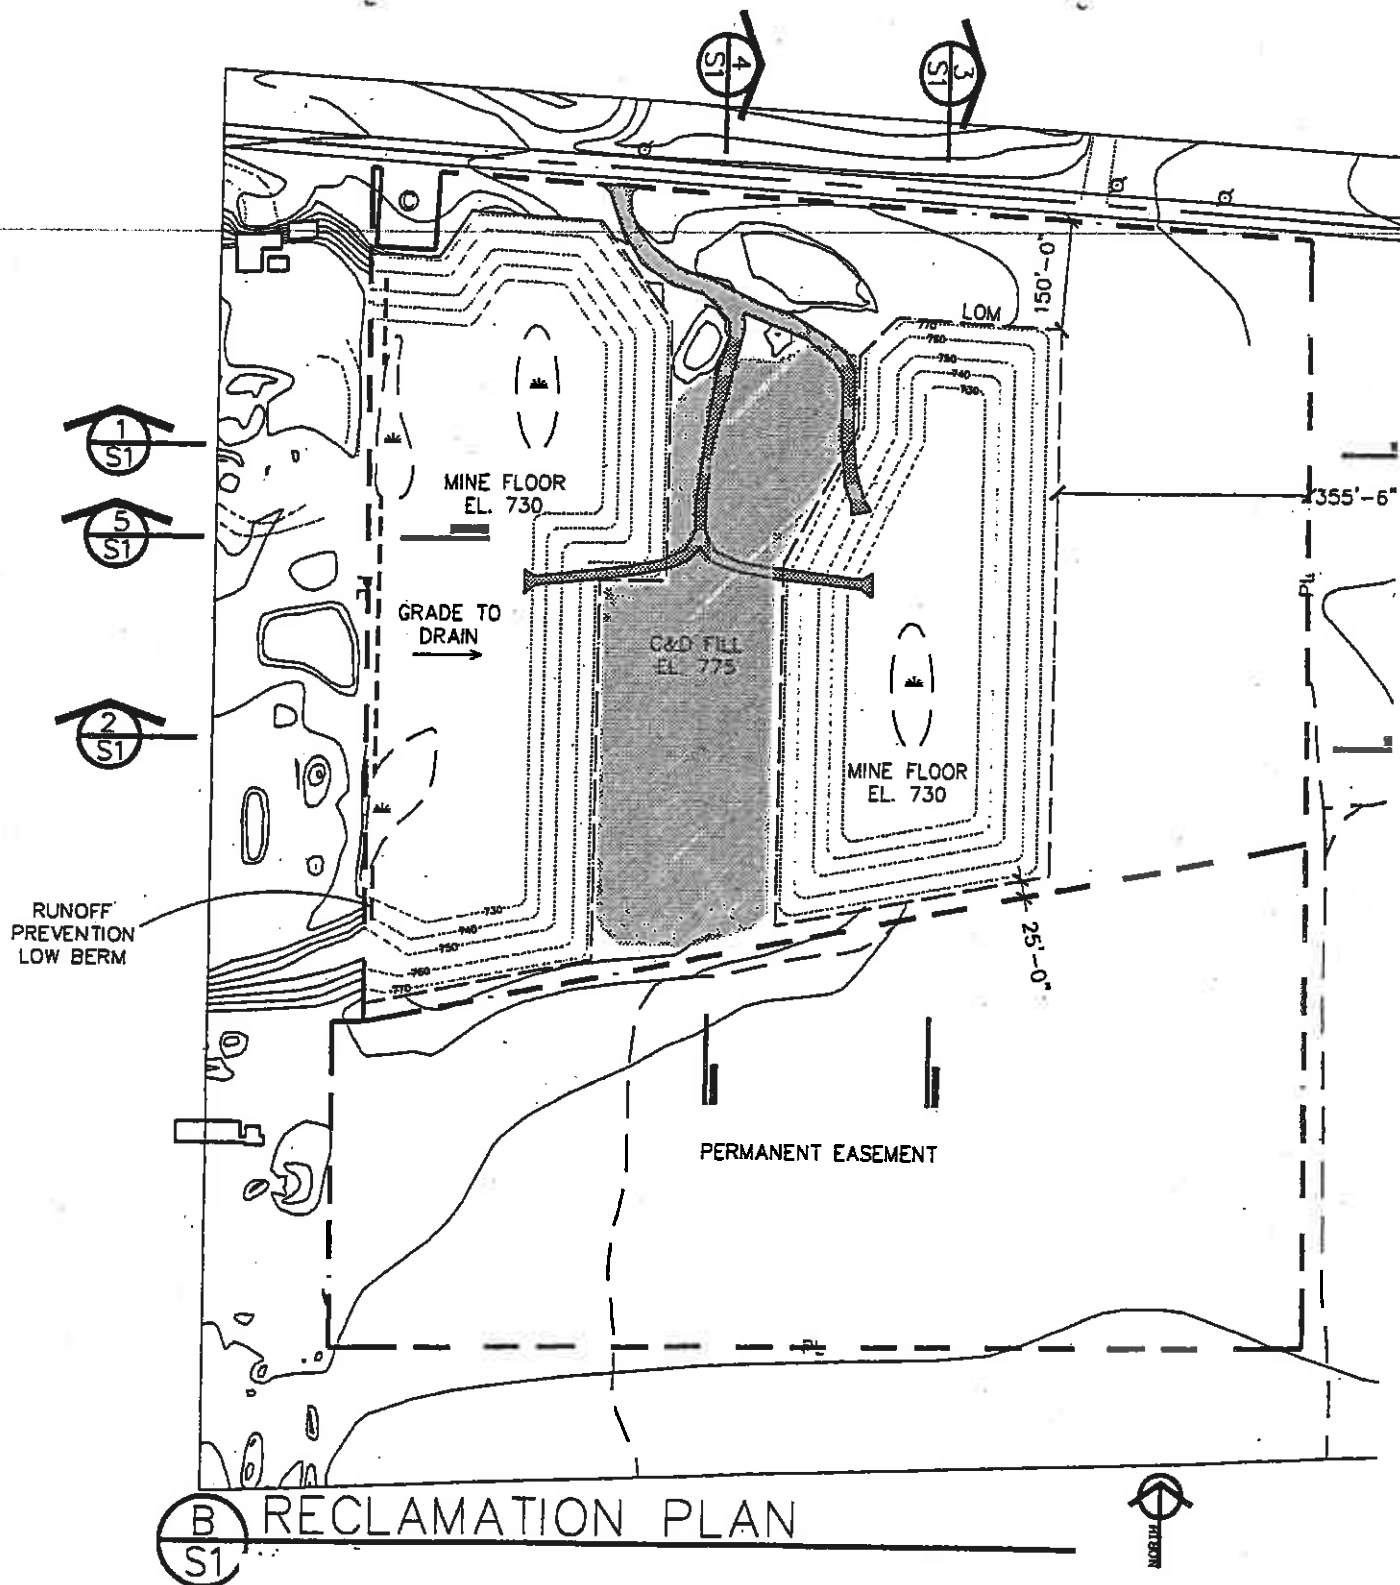 4
S1
3
S1
150'-0"
LOM
770
760
750
740
730
1
S1
MINE FLOOR
EL. 730
355'-6"
5
S1
PL
PL
GRADE TO
DRAIN
C&D FILL
EL. 775
2
S1
MINE FLOOR
EL. 730
RUNOFF
PREVENTION
LOW BERM
730
740
750
760
770
25'-0"
PERMANENT EASEMENT
PL
B
S1
RECLAMATION PLAN
NORTH